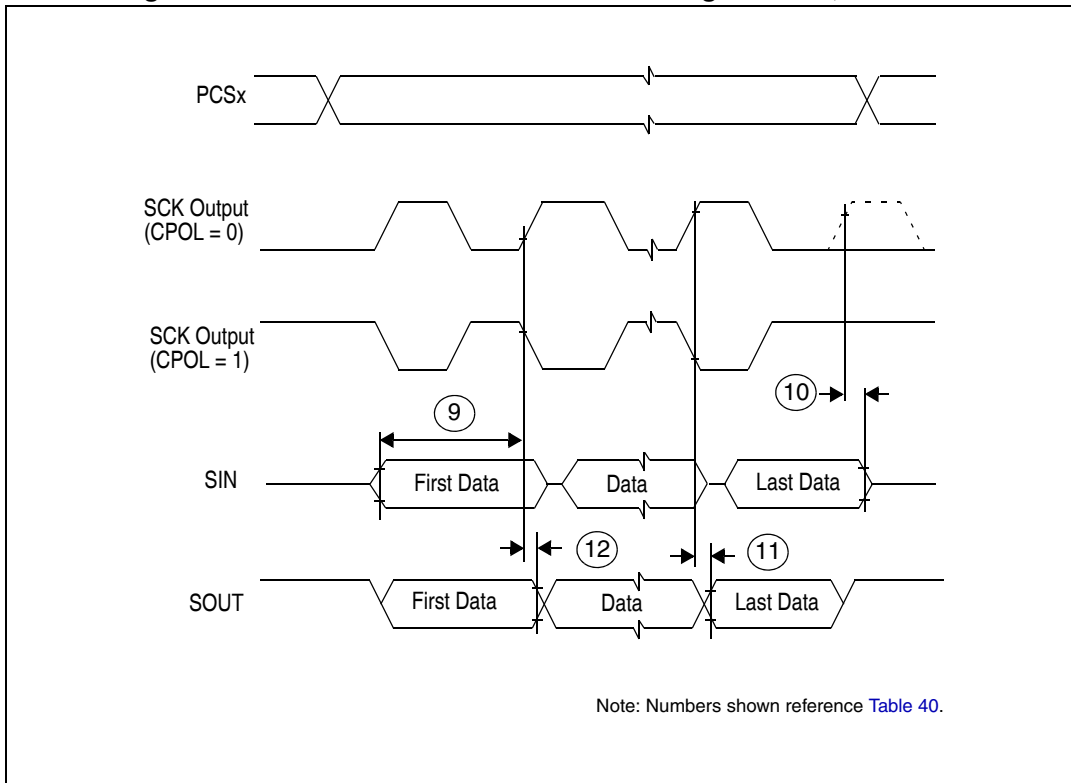 PCSx
SCK Output
(CPOL = 0)
SCK Output
(CPOL = 1)
10
9
SIN
First Data
Data
Last Data
12
11
SOUT
First Data
Data
Last Data
Note: Numbers shown reference Table 40.